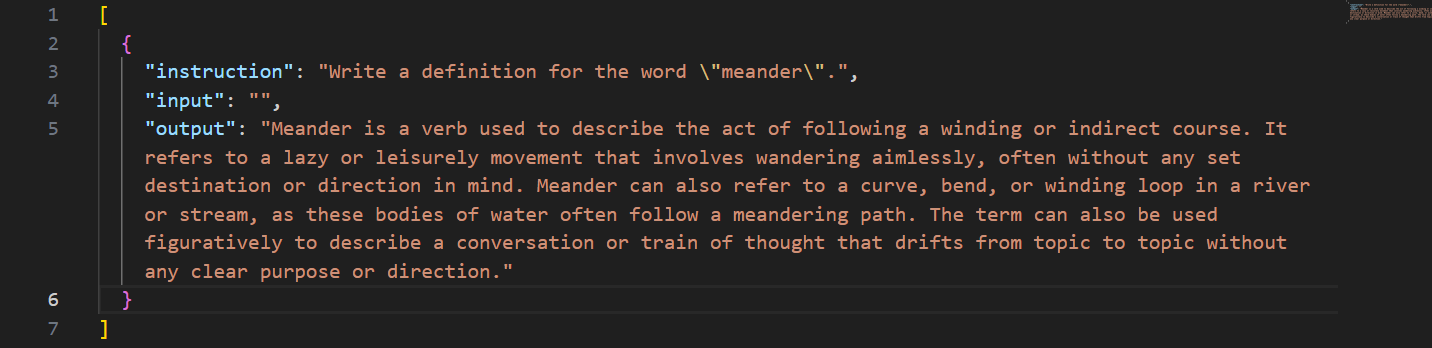 1 [
2 {
3 "instruction": "Write a definition for the word \"meander\".",
4 "input": "",
5 "output": "Meander is a verb used to describe the act of following a winding or indirect course. It
refers to a lazy or leisurely movement that involves wandering aimlessly, often without any set
destination or direction in mind. Meander can also refer to a curve, bend, or winding loop in a river
or stream, as these bodies of water often follow a meandering path. The term can also be used
figuratively to describe a conversation or train of thought that drifts from topic to topic without
any clear purpose or direction."
6 }
7 ]